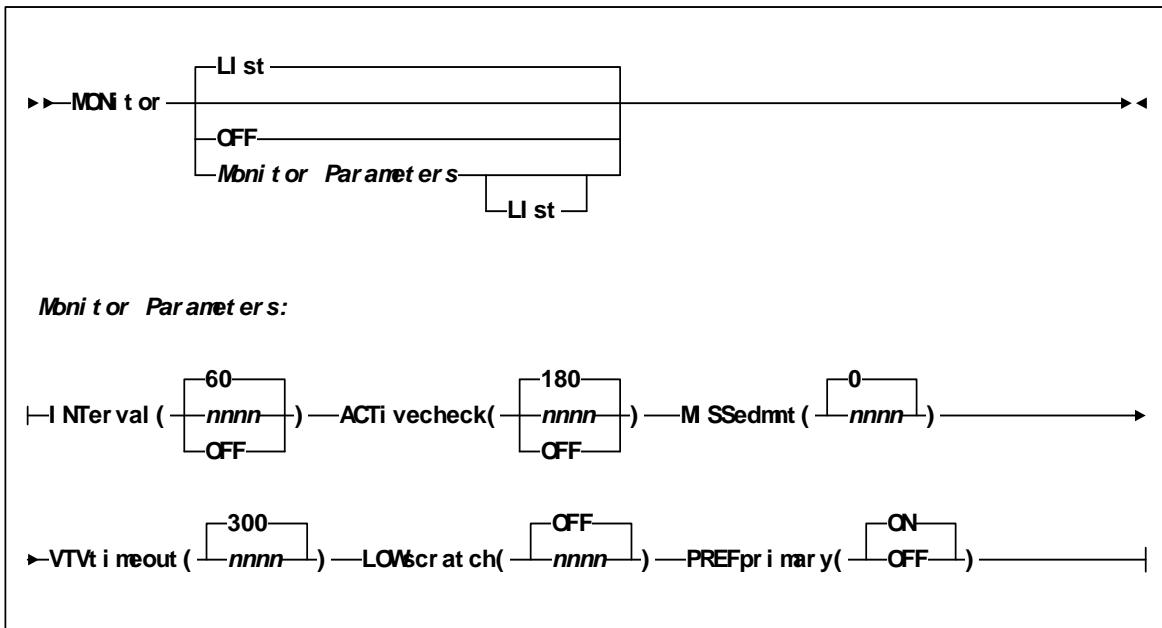 LIst
MONitor
OFF
Monitor Parameters
LIst
Monitor Parameters:
60 180 0
INTerval( nnnn ) ACTivecheck( nnnn ) MISSedmnt( nnnn )
OFF OFF
300 OFF ON
VTVtimeout( nnnn ) LOWscratch( nnnn ) PREFprimary( OFF )